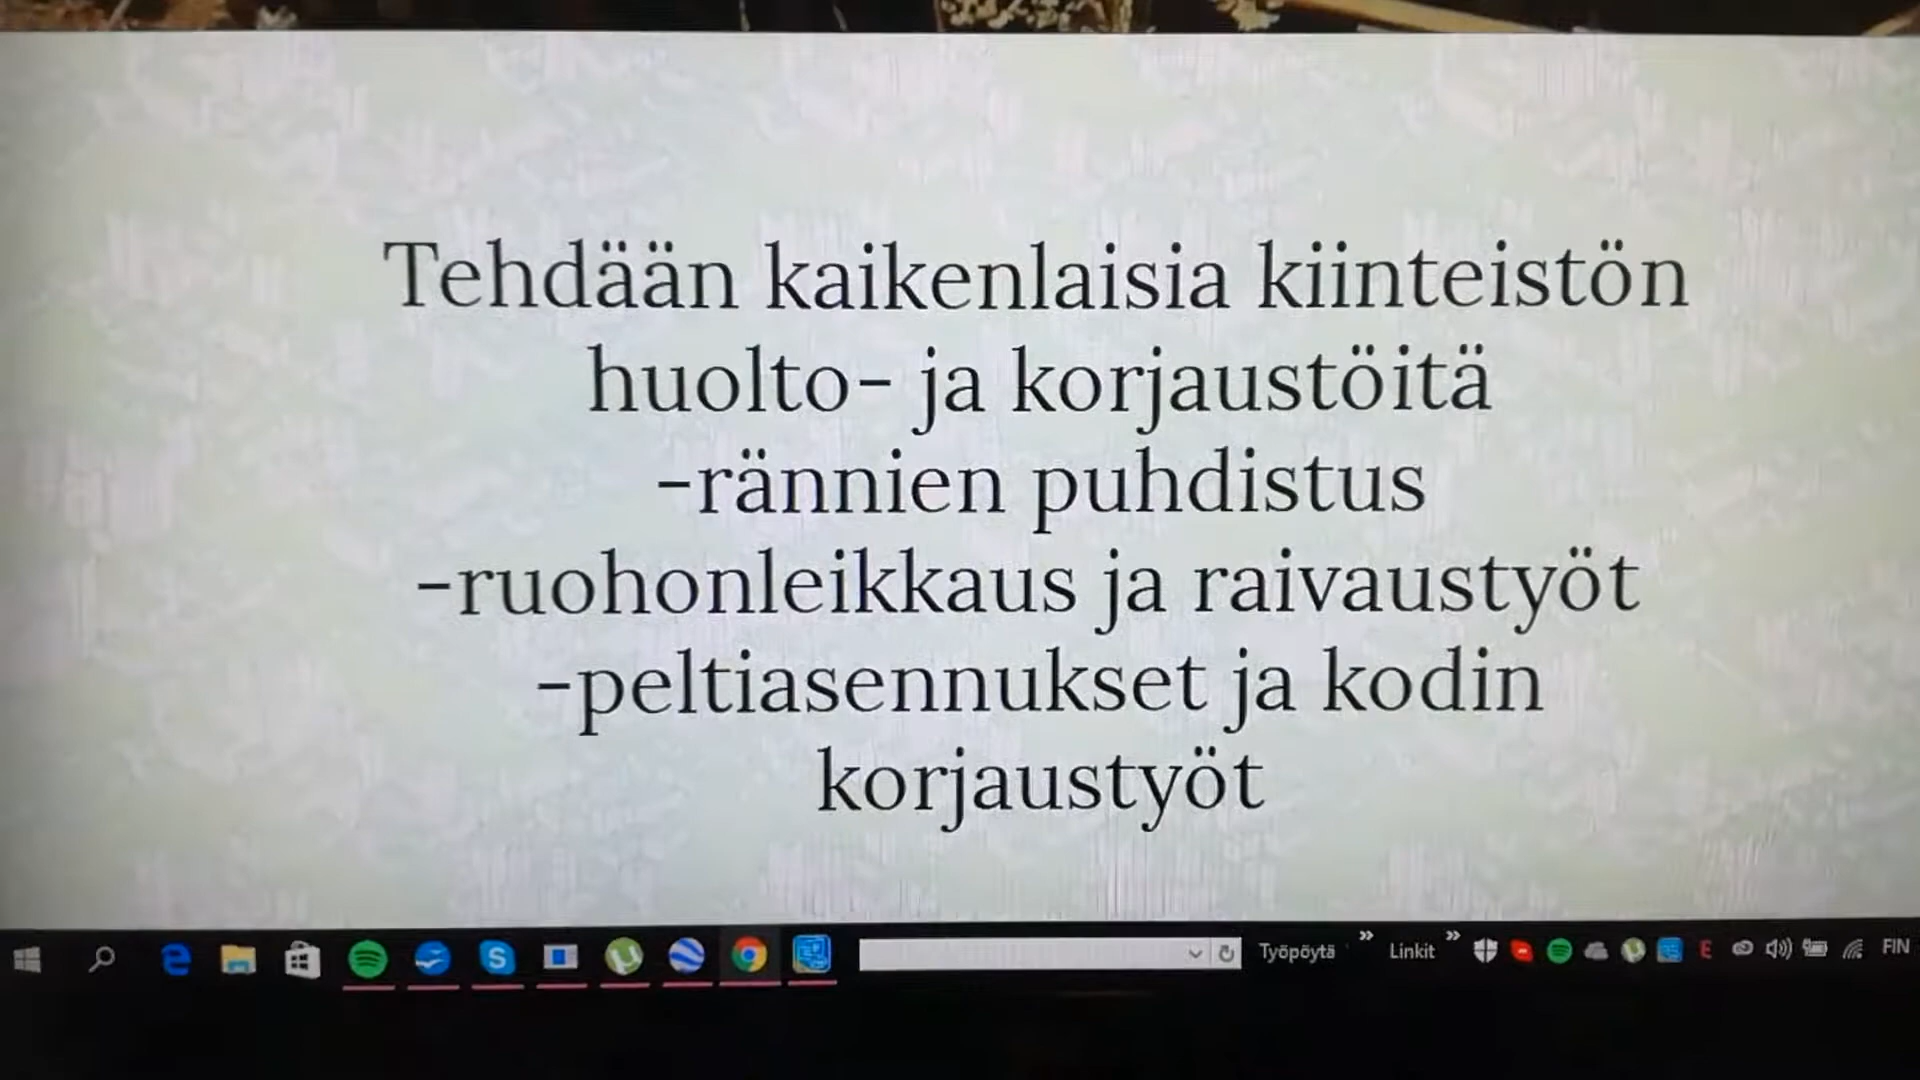 Tehdään kaikenlaisia kiinteistön
huolto- ja korjaustöitä
-rännien puhdistus
-ruohonleikkaus ja raivaustyöt
-peltiasennukset ja kodin
korjaustyöt
Työpöytä » Linkit » FIN